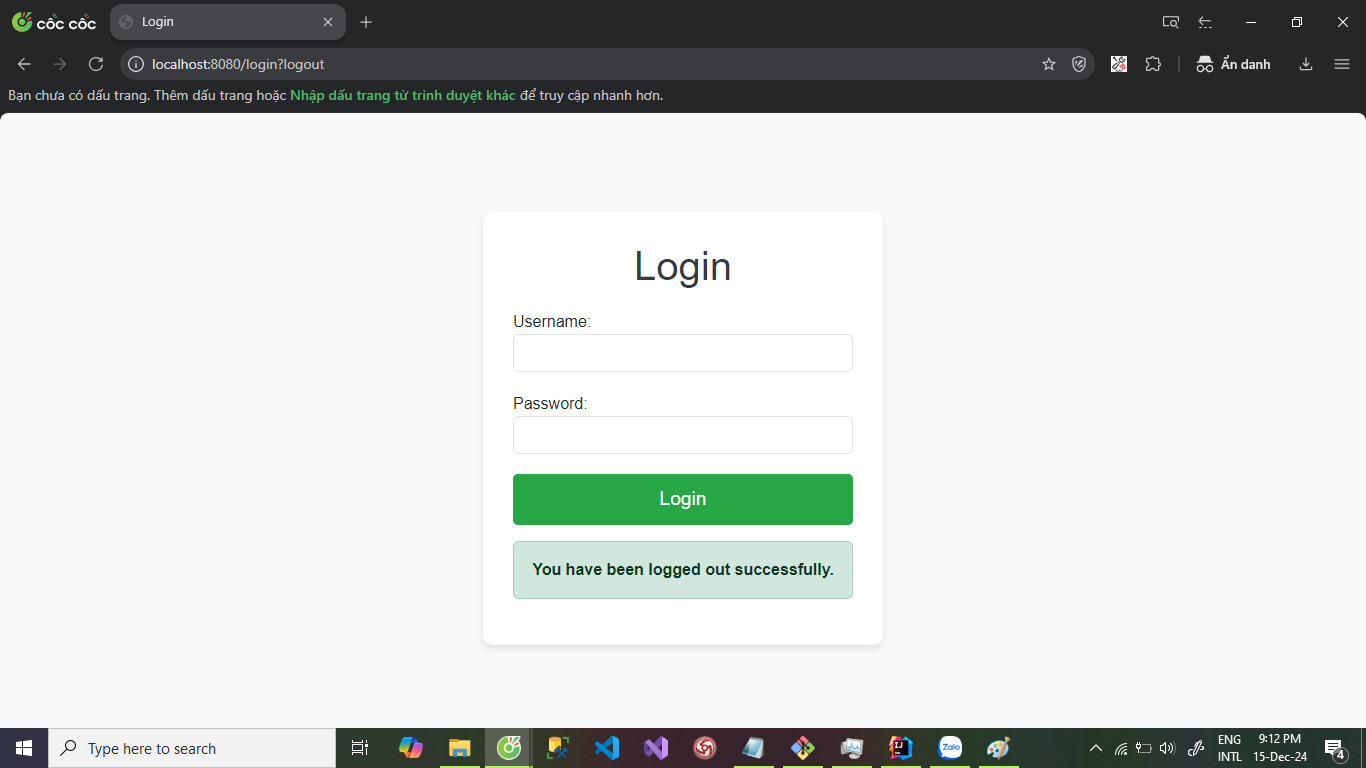 cốc cốc
Login
localhost:8080/login?logout
Ẩn danh
Bạn chưa có dấu trang. Thêm dấu trang hoặc Nhập dấu trang từ trình duyệt khác để truy cập nhanh hơn.
Login
Username:
Password:
Login
You have been logged out successfully.
Type here to search
IJ
Zalo
ENG
INTL
9:12 PM
15-Dec-24
4